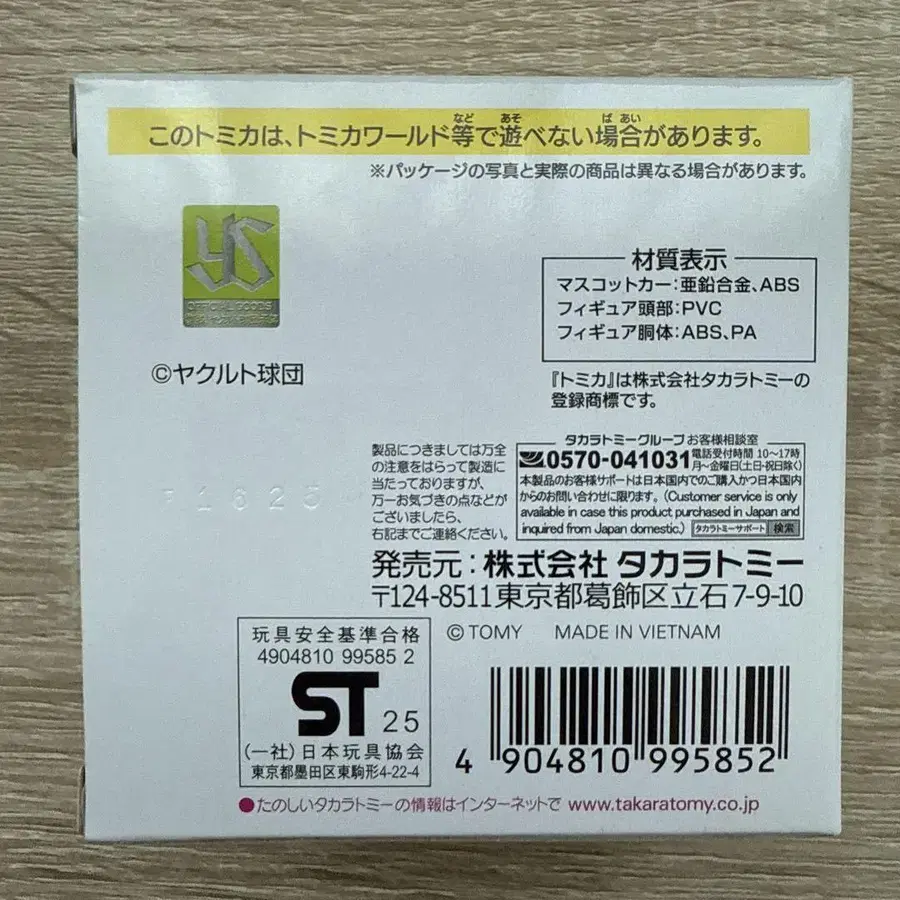 このトミカは、トミカワールド等で遊べない場合があります。
※パッケージの写真と実際の商品は異なる場合があります。
YS
OFFICIAL GOODS
©ヤクルト球団
材質表示
マスコットカー：亜鉛合金、ABS
フィギュア頭部：PVC
フィギュア胴体：ABS、PA
『トミカ』は株式会社タカラトミーの
登録商標です。
製品につきましては万全
の注意をはらって製造に
当たっておりますが、
万一お気づきの点などが
ございましたら、
右記までご連絡ください。
タカラトミーグループ お客様相談室
0570-041031 電話受付時間 10〜17時
月〜金曜日(土・日・祝日除く)
本製品のお客様サポートは日本国内でのご購入かつ日本国内
からのお問い合わせに限ります。(Customer service is only
available in case this product purchased in Japan and
inquired from Japan domestic.) タカラトミーサポート 検索
発売元：株式会社 タカラトミー
〒124-8511 東京都葛飾区立石7-9-10
© TOMY MADE IN VIETNAM
玩具安全基準合格
4904810 99585 2
ST 25
(一社)日本玩具協会
東京都墨田区東駒形4-22-4
4 904810 995852
●たのしいタカラトミーの情報はインターネットで www.takaratomy.co.jp